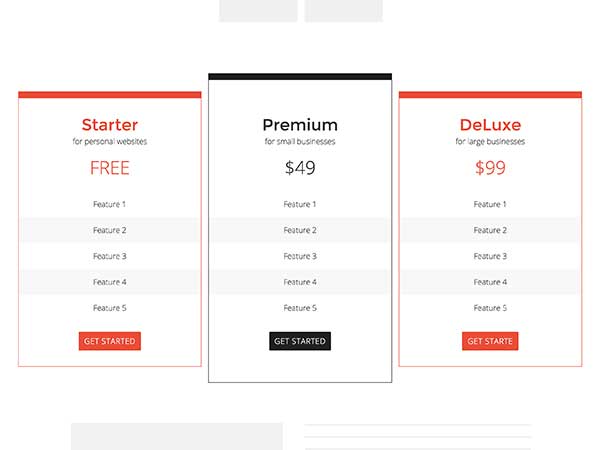 Starter
for personal websites
FREE
Feature 1
Feature 2
Feature 3
Feature 4
Feature 5
GET STARTED
Premium
for small businesses
$49
Feature 1
Feature 2
Feature 3
Feature 4
Feature 5
GET STARTED
DeLuxe
for large businesses
$99
Feature 1
Feature 2
Feature 3
Feature 4
Feature 5
GET STARTE